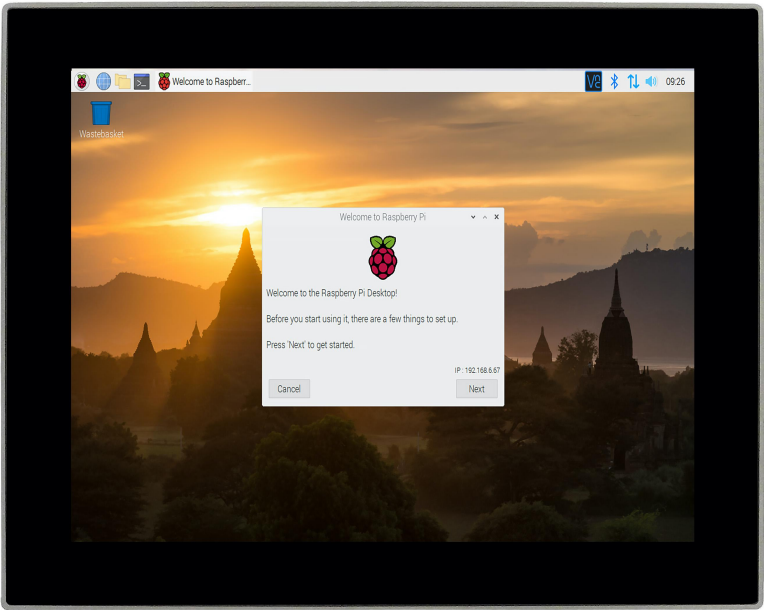 Welcome to Raspberr...
V2
09:26
Wastebasket
Welcome to Raspberry Pi
Welcome to the Raspberry Pi Desktop!
Before you start using it, there are a few things to set up.
Press 'Next' to get started.
IP : 192.168.6.67
Cancel
Next